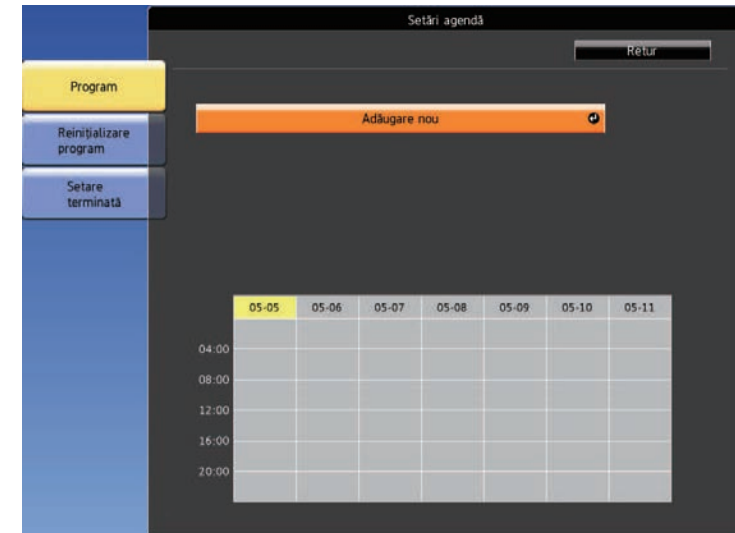 Setări agendă
Retur
Program
Adăugare nou
Reinițializare
program
Setare
terminată
05-05 05-06 05-07 05-08 05-09 05-10 05-11
04:00
08:00
12:00
16:00
20:00